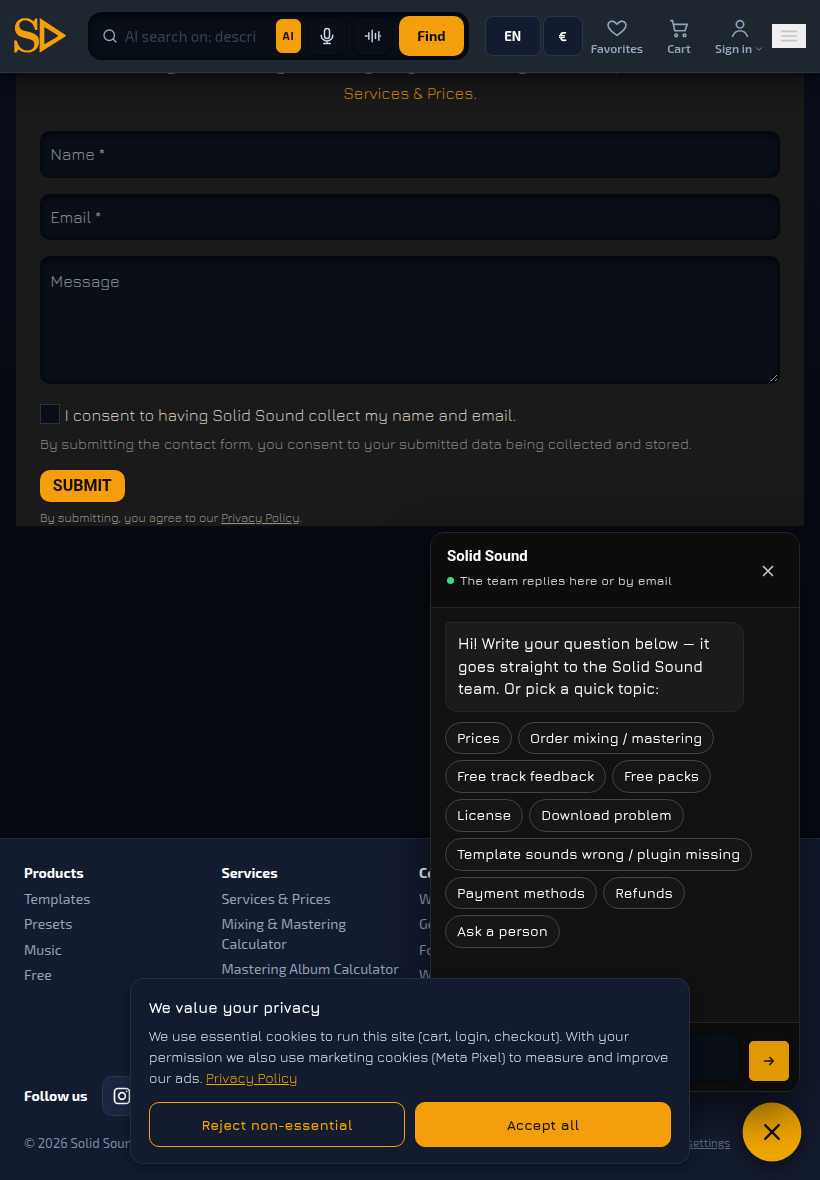 SD
AI search on: descri
AI
Find
EN
€
Favorites
Cart
Sign in
Services & Prices.
Name *
Email *
Message
I consent to having Solid Sound collect my name and email.
By submitting the contact form, you consent to your submitted data being collected and stored.
SUBMIT
By submitting, you agree to our Privacy Policy.
Solid Sound
The team replies here or by email
Hi! Write your question below — it
goes straight to the Solid Sound
team. Or pick a quick topic:
Prices
Order mixing / mastering
Free track feedback
Free packs
License
Download problem
Template sounds wrong / plugin missing
Payment methods
Refunds
Ask a person
Products
Templates
Presets
Music
Free
Services
Services & Prices
Mixing & Mastering
Calculator
Mastering Album Calculator
We value your privacy
We use essential cookies to run this site (cart, login, checkout). With your
permission we also use marketing cookies (Meta Pixel) to measure and improve
our ads. Privacy Policy
Reject non-essential
Accept all
Follow us
© 2026 Solid Soun
settings